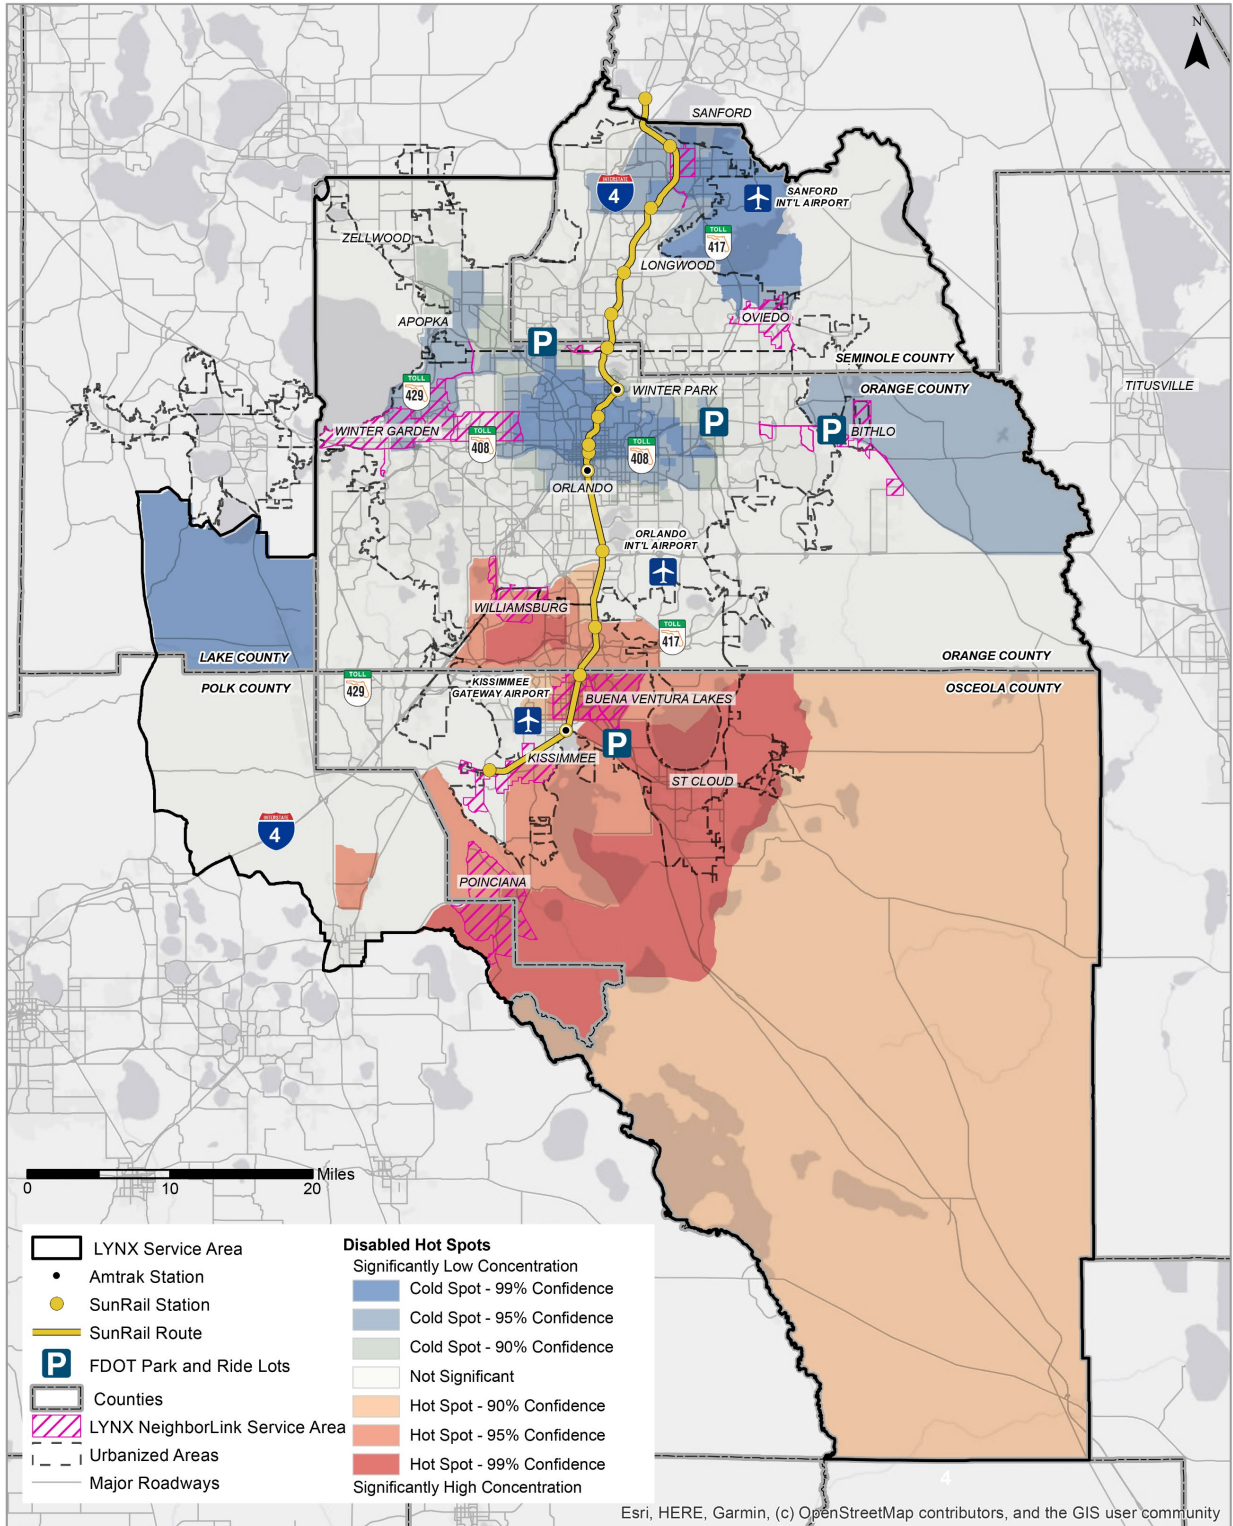 N
SANFORD
INTERSTATE
4
SANFORD
INT'L AIRPORT
ZELLWOOD
TOLL
417
LONGWOOD
APOPKA
OVIEDO
P
SEMINOLE COUNTY
ORANGE COUNTY
TOLL
429
WINTER PARK
TITUSVILLE
P
P
WINTER GARDEN
BITHLO
TOLL
408
TOLL
408
ORLANDO
ORLANDO
INT'L AIRPORT
WILLIAMSBURG
TOLL
417
LAKE COUNTY
ORANGE COUNTY
POLK COUNTY
TOLL
429
KISSIMMEE
GATEWAY AIRPORT
OSCEOLA COUNTY
BUENA VENTURA LAKES
P
KISSIMMEE
ST CLOUD
INTERSTATE
4
POINCIANA
Miles
0 10 20
LYNX Service Area
Amtrak Station
SunRail Station
SunRail Route
P FDOT Park and Ride Lots
Counties
LYNX NeighborLink Service Area
Urbanized Areas
Major Roadways
Disabled Hot Spots
Significantly Low Concentration
Cold Spot - 99% Confidence
Cold Spot - 95% Confidence
Cold Spot - 90% Confidence
Not Significant
Hot Spot - 90% Confidence
Hot Spot - 95% Confidence
Hot Spot - 99% Confidence
Significantly High Concentration
4
Esri, HERE, Garmin, (c) OpenStreetMap contributors, and the GIS user community